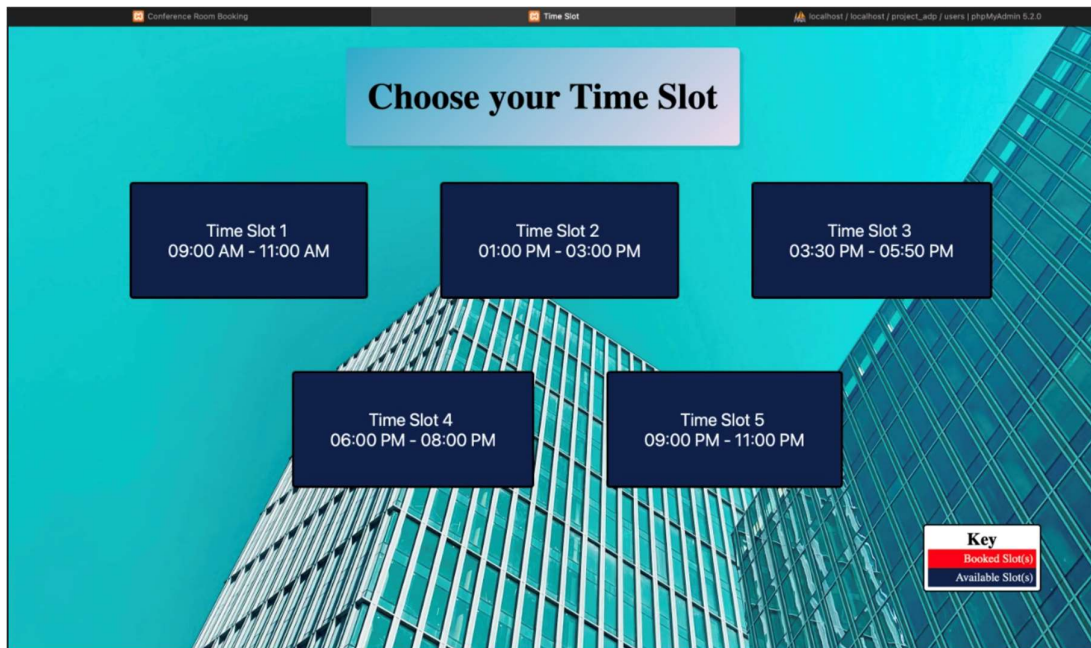 Conference Room Booking
Time Slot
localhost / localhost / project_adp / users | phpMyAdmin 5.2.0
Choose your Time Slot
Time Slot 1
09:00 AM - 11:00 AM
Time Slot 2
01:00 PM - 03:00 PM
Time Slot 3
03:30 PM - 05:50 PM
Time Slot 4
06:00 PM - 08:00 PM
Time Slot 5
09:00 PM - 11:00 PM
Key
Booked Slot(s)
Available Slot(s)